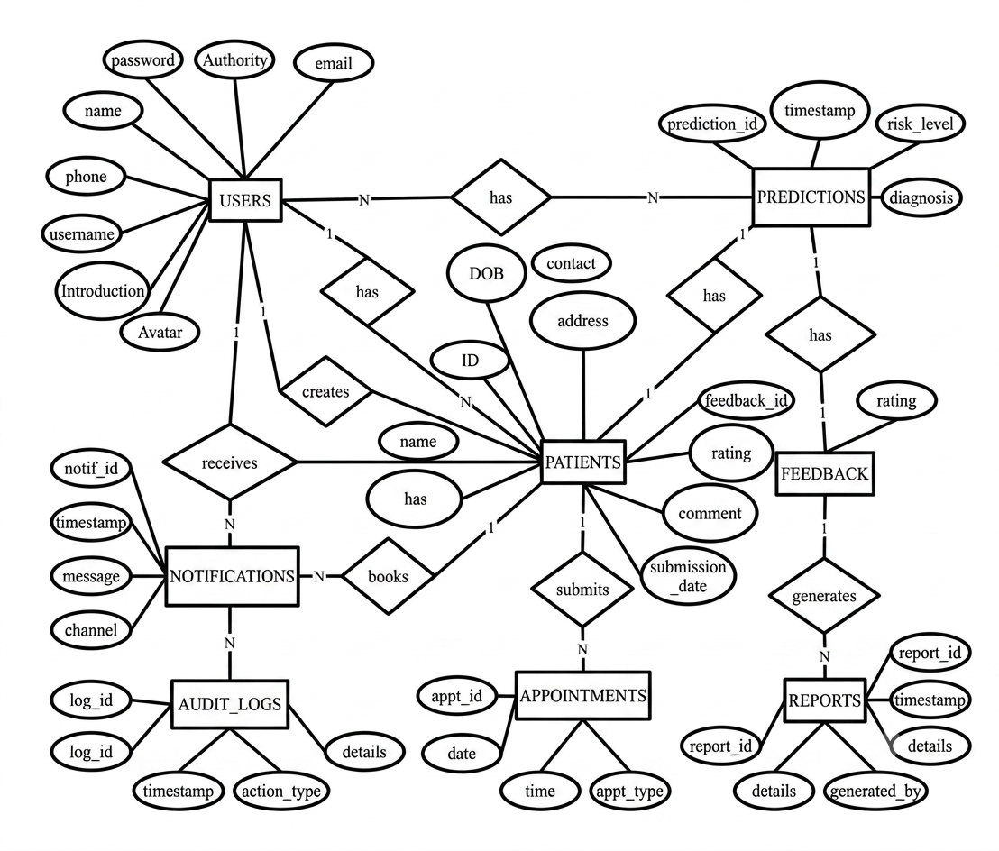 password
Authority
email
name
phone
username
Introduction
Avatar
USERS
N
has
N
prediction_id
timestamp
risk_level
diagnosis
PREDICTIONS
1
has
N
1
has
1
1
has
1
DOB
contact
address
ID
name
has
1
creates
1
receives
N
PATIENTS
feedback_id
rating
comment
submission
_date
rating
FEEDBACK
notif_id
timestamp
message
channel
NOTIFICATIONS
N
books
1
1
submits
N
1
generates
N
N
log_id
log_id
AUDIT_LOGS
details
timestamp
action_type
appt_id
date
APPOINTMENTS
time
appt_type
REPORTS
report_id
timestamp
details
report_id
details
generated_by